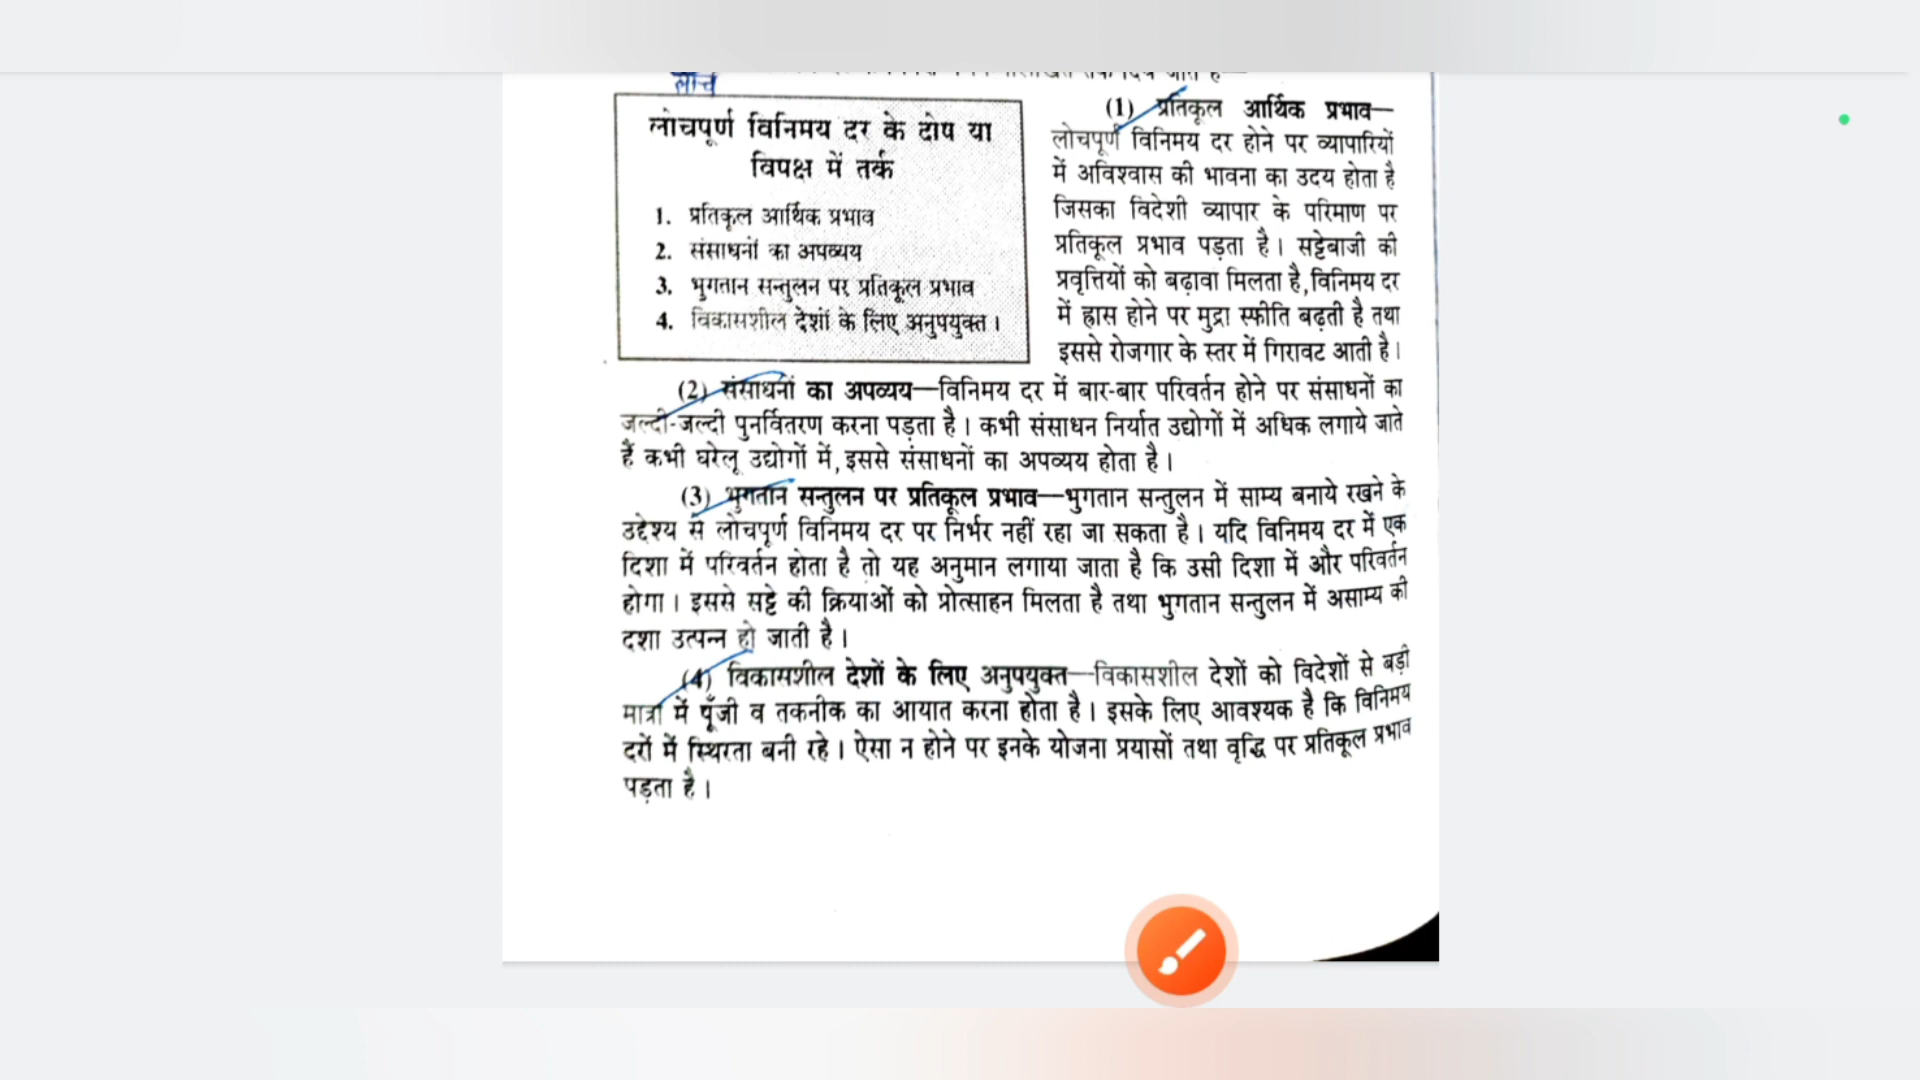 लोच
लोचपूर्ण विनिमय दर के दोष या
विपक्ष में तर्क
1. प्रतिकूल आर्थिक प्रभाव
2. संसाधनों का अपव्यय
3. भुगतान सन्तुलन पर प्रतिकूल प्रभाव
4. विकासशील देशों के लिए अनुपयुक्त।
(1) प्रतिकूल आर्थिक प्रभाव—
लोचपूर्ण विनिमय दर होने पर व्यापारियों
में अविश्वास की भावना का उदय होता है
जिसका विदेशी व्यापार के परिमाण पर
प्रतिकूल प्रभाव पड़ता है। सट्टेबाजी की
प्रवृत्तियों को बढ़ावा मिलता है, विनिमय दर
में ह्रास होने पर मुद्रा स्फीति बढ़ती है तथा
इससे रोजगार के स्तर में गिरावट आती है।
(2) संसाधनों का अपव्यय—विनिमय दर में बार-बार परिवर्तन होने पर संसाधनों का
जल्दी-जल्दी पुनर्वितरण करना पड़ता है। कभी संसाधन निर्यात उद्योगों में अधिक लगाये जाते
हैं कभी घरेलू उद्योगों में, इससे संसाधनों का अपव्यय होता है।
(3) भुगतान सन्तुलन पर प्रतिकूल प्रभाव—भुगतान सन्तुलन में साम्य बनाये रखने के
उद्देश्य से लोचपूर्ण विनिमय दर पर निर्भर नहीं रहा जा सकता है। यदि विनिमय दर में एक
दिशा में परिवर्तन होता है तो यह अनुमान लगाया जाता है कि उसी दिशा में और परिवर्तन
होगा। इससे सट्टे की क्रियाओं को प्रोत्साहन मिलता है तथा भुगतान सन्तुलन में असाम्य की
दशा उत्पन्न हो जाती है।
(4) विकासशील देशों के लिए अनुपयुक्त—विकासशील देशों को विदेशों से बड़ी
मात्रा में पूँजी व तकनीक का आयात करना होता है। इसके लिए आवश्यक है कि विनिमय
दरों में स्थिरता बनी रहे। ऐसा न होने पर इनके योजना प्रयासों तथा वृद्धि पर प्रतिकूल प्रभाव
पड़ता है।